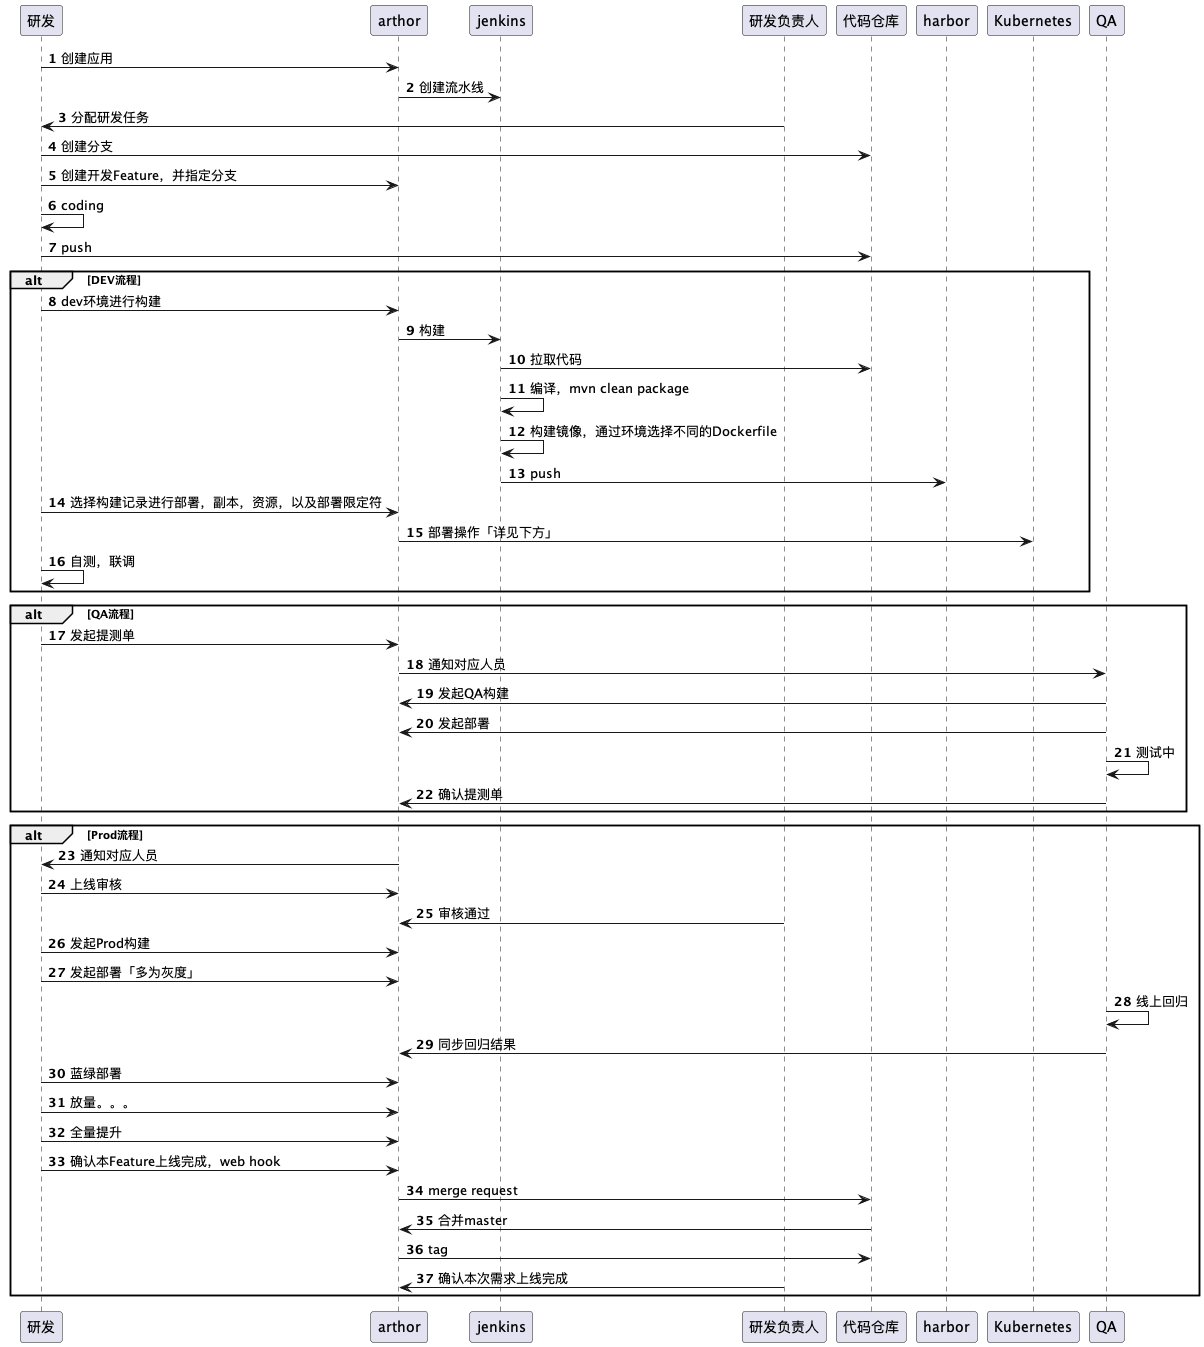 研发 arthor jenkins 研发负责人 代码仓库 harbor Kubernetes QA
1 创建应用
2 创建流水线
3 分配研发任务
4 创建分支
5 创建开发Feature，并指定分支
6 coding
7 push
alt [DEV流程]
8 dev环境进行构建
9 构建
10 拉取代码
11 编译，mvn clean package
12 构建镜像，通过环境选择不同的Dockerfile
13 push
14 选择构建记录进行部署，副本，资源，以及部署限定符
15 部署操作「详见下方」
16 自测，联调
alt [QA流程]
17 发起提测单
18 通知对应人员
19 发起QA构建
20 发起部署
21 测试中
22 确认提测单
alt [Prod流程]
23 通知对应人员
24 上线审核
25 审核通过
26 发起Prod构建
27 发起部署「多为灰度」
28 线上回归
29 同步回归结果
30 蓝绿部署
31 放量。。。
32 全量提升
33 确认本Feature上线完成，web hook
34 merge request
35 合并master
36 tag
37 确认本次需求上线完成
研发 arthor jenkins 研发负责人 代码仓库 harbor Kubernetes QA